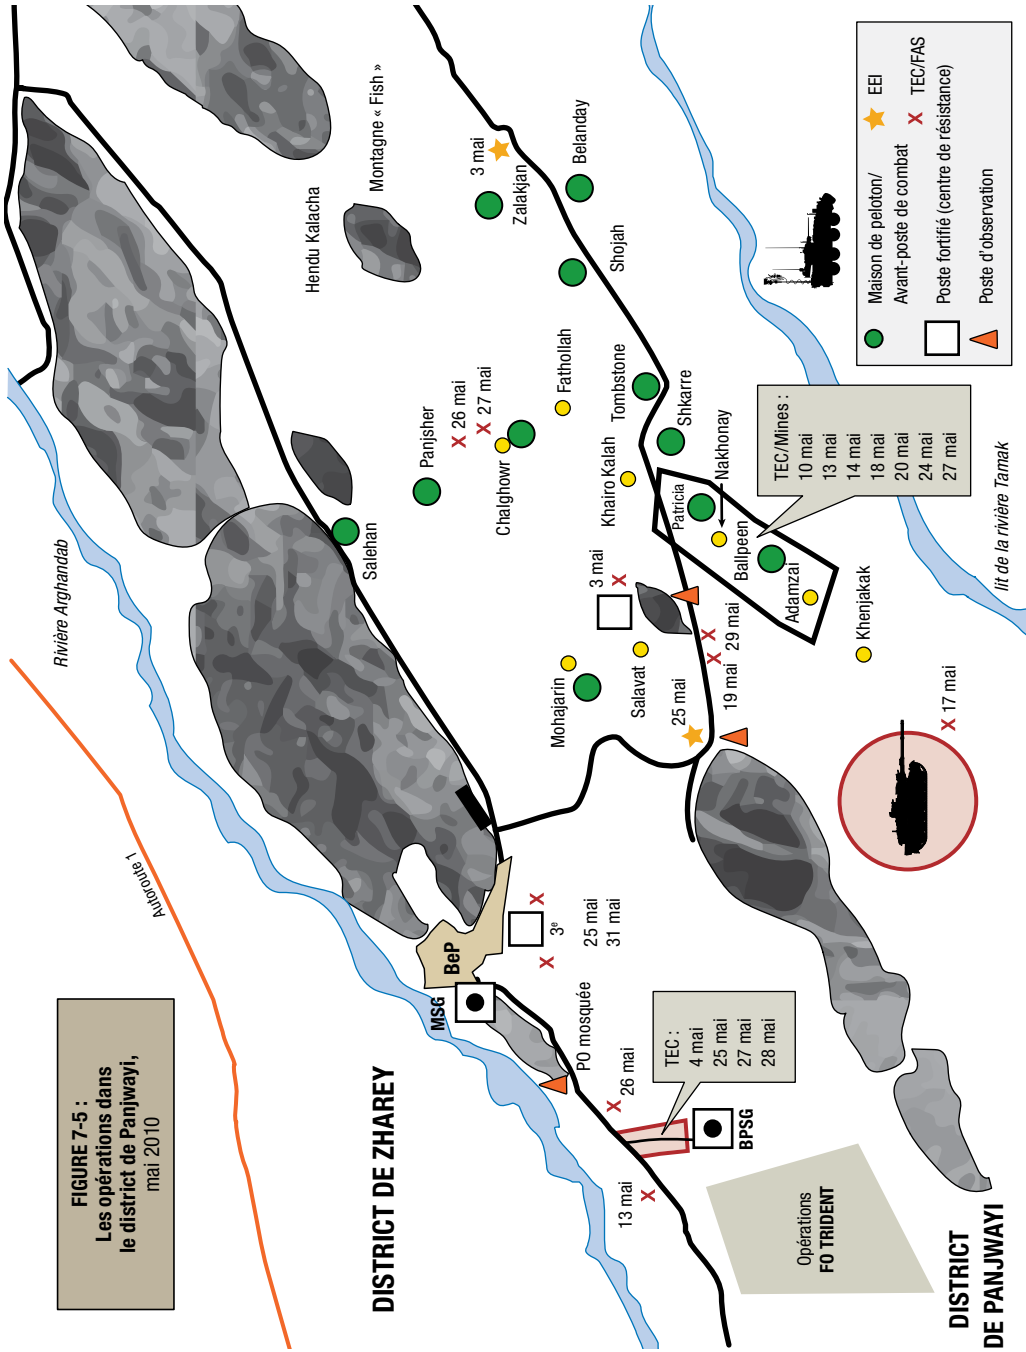 FIGURE 7-5 :
Les opérations dans
le district de Panjwayi,
mai 2010
Autoroute 1
Rivière Arghandab
DISTRICT DE ZHAREY
Hendu Kalacha
Montagne « Fish »
3 mai
Zalakjan
Belanday
Shojah
Panjsher
X 26 mai
X 27 mai
Chalghowr
Fathollah
Salehan
Tombstone
Shkarre
Khairo Kalah
Nakhonay
Patricia
Ballpeen
Adamzai
Khenjakak
3 mai
X
Mohajarin
Salavat
25 mai
X X
19 mai
29 mai
TEC/Mines :
10 mai
13 mai
14 mai
18 mai
20 mai
24 mai
27 mai
lit de la rivière Tamak
X 17 mai
BeP
MSG
X
3e
X
25 mai
31 mai
PO mosquée
X 26 mai
TEC :
4 mai
25 mai
27 mai
28 mai
BPSG
13 mai
X
Opérations
FO TRIDENT
DISTRICT
DE PANJWAYI
Maison de peloton/
Avant-poste de combat
EEI
X TEC/FAS
Poste fortifié (centre de résistance)
Poste d'observation